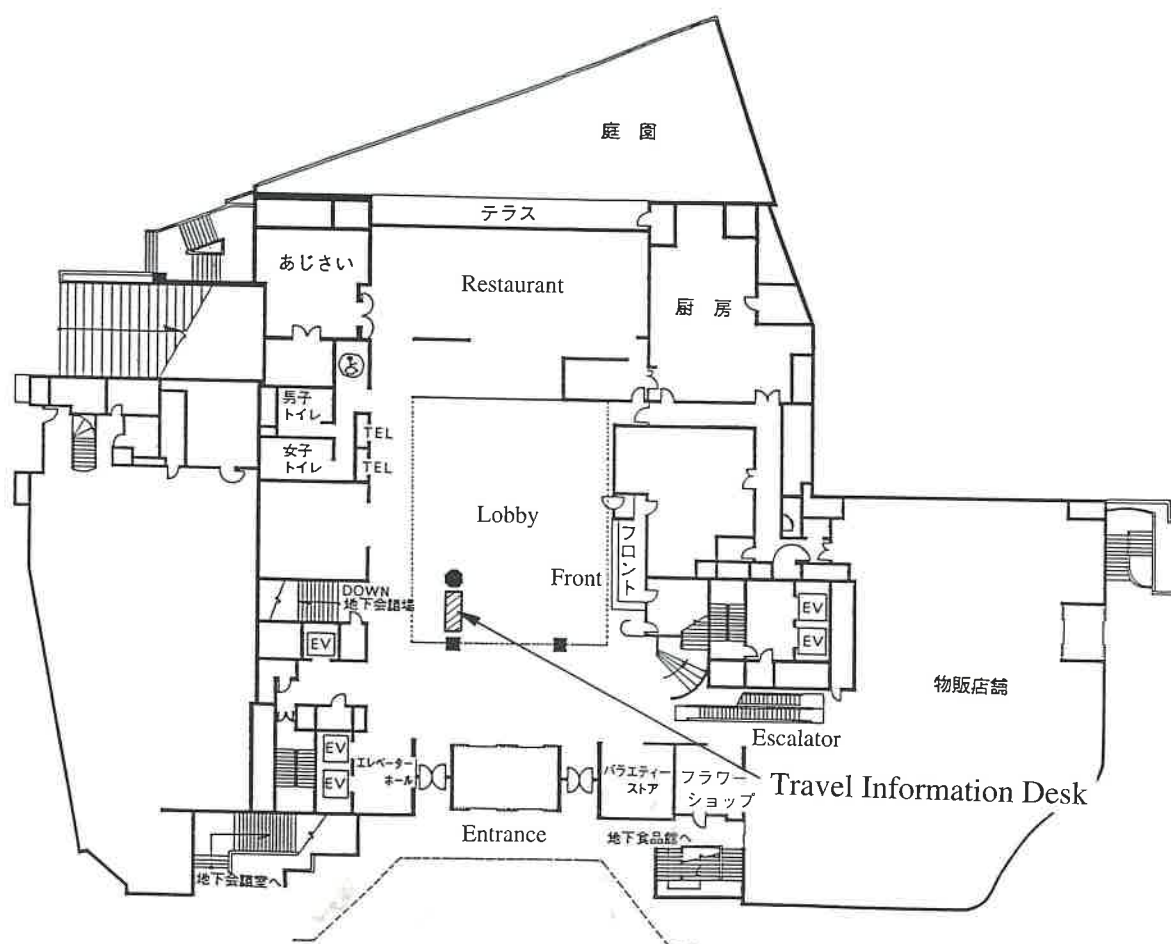 庭園
テラス
あじさい
Restaurant
厨房
男子
トイレ
TEL
女子
トイレ
TEL
Lobby
フロント
Front
DOWN
地下会議場
EV
EV
EV
物販店舗
Escalator
EV
EV
エレベーター
ホール
バラエティー
ストア
フラワー
ショップ
Travel Information Desk
Entrance
地下食品館へ
地下会議室へ